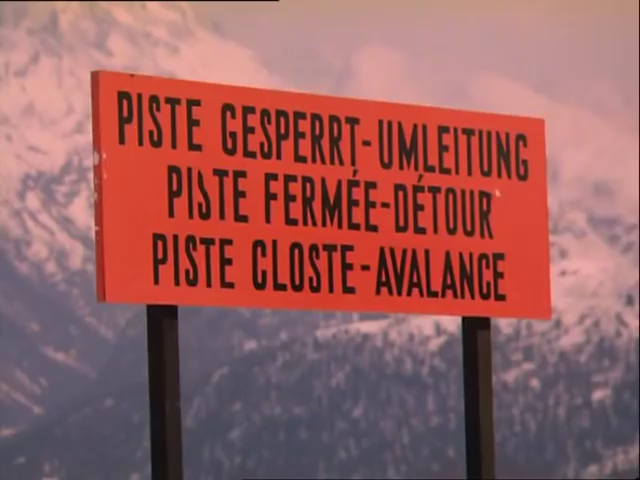 PISTE GESPERRT-UMLEITUNG
PISTE FERMÉE-DÉTOUR
PISTE CLOSTE-AVALANCE